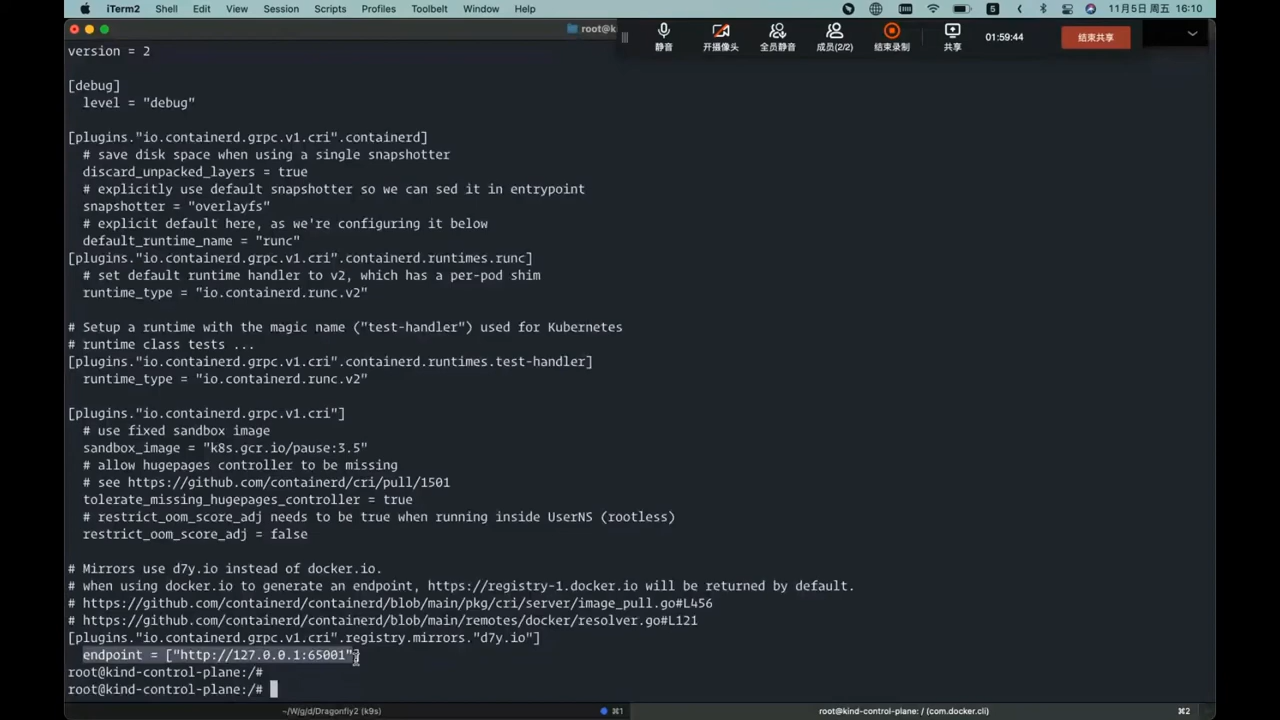 iTerm2 Shell Edit View Session Scripts Profiles Toolbelt Window Help 5 11月5日 周五 16:10
root@k
静音 开摄像头 全员静音 成员(2/2) 结束录制 共享 01:59:44 结束共享
version = 2
[debug]
level = "debug"
[plugins."io.containerd.grpc.v1.cri".containerd]
# save disk space when using a single snapshotter
discard_unpacked_layers = true
# explicitly use default snapshotter so we can sed it in entrypoint
snapshotter = "overlayfs"
# explicit default here, as we're configuring it below
default_runtime_name = "runc"
[plugins."io.containerd.grpc.v1.cri".containerd.runtimes.runc]
# set default runtime handler to v2, which has a per-pod shim
runtime_type = "io.containerd.runc.v2"
# Setup a runtime with the magic name ("test-handler") used for Kubernetes
# runtime class tests ...
[plugins."io.containerd.grpc.v1.cri".containerd.runtimes.test-handler]
runtime_type = "io.containerd.runc.v2"
[plugins."io.containerd.grpc.v1.cri"]
# use fixed sandbox image
sandbox_image = "k8s.gcr.io/pause:3.5"
# allow hugepages controller to be missing
# see https://github.com/containerd/cri/pull/1501
tolerate_missing_hugepages_controller = true
# restrict_oom_score_adj needs to be true when running inside UserNS (rootless)
restrict_oom_score_adj = false
# Mirrors use d7y.io instead of docker.io.
# when using docker.io to generate an endpoint, https://registry-1.docker.io will be returned by default.
# https://github.com/containerd/containerd/blob/main/pkg/cri/server/image_pull.go#L456
# https://github.com/containerd/containerd/blob/main/remotes/docker/resolver.go#L121
[plugins."io.containerd.grpc.v1.cri".registry.mirrors."d7y.io"]
endpoint = ["http://127.0.0.1:65001"]
root@kind-control-plane:/#
root@kind-control-plane:/#
~/W/g/d/Dragonfly2 (k9s) ⌘1 root@kind-control-plane: / (com.docker.cli) ⌘2